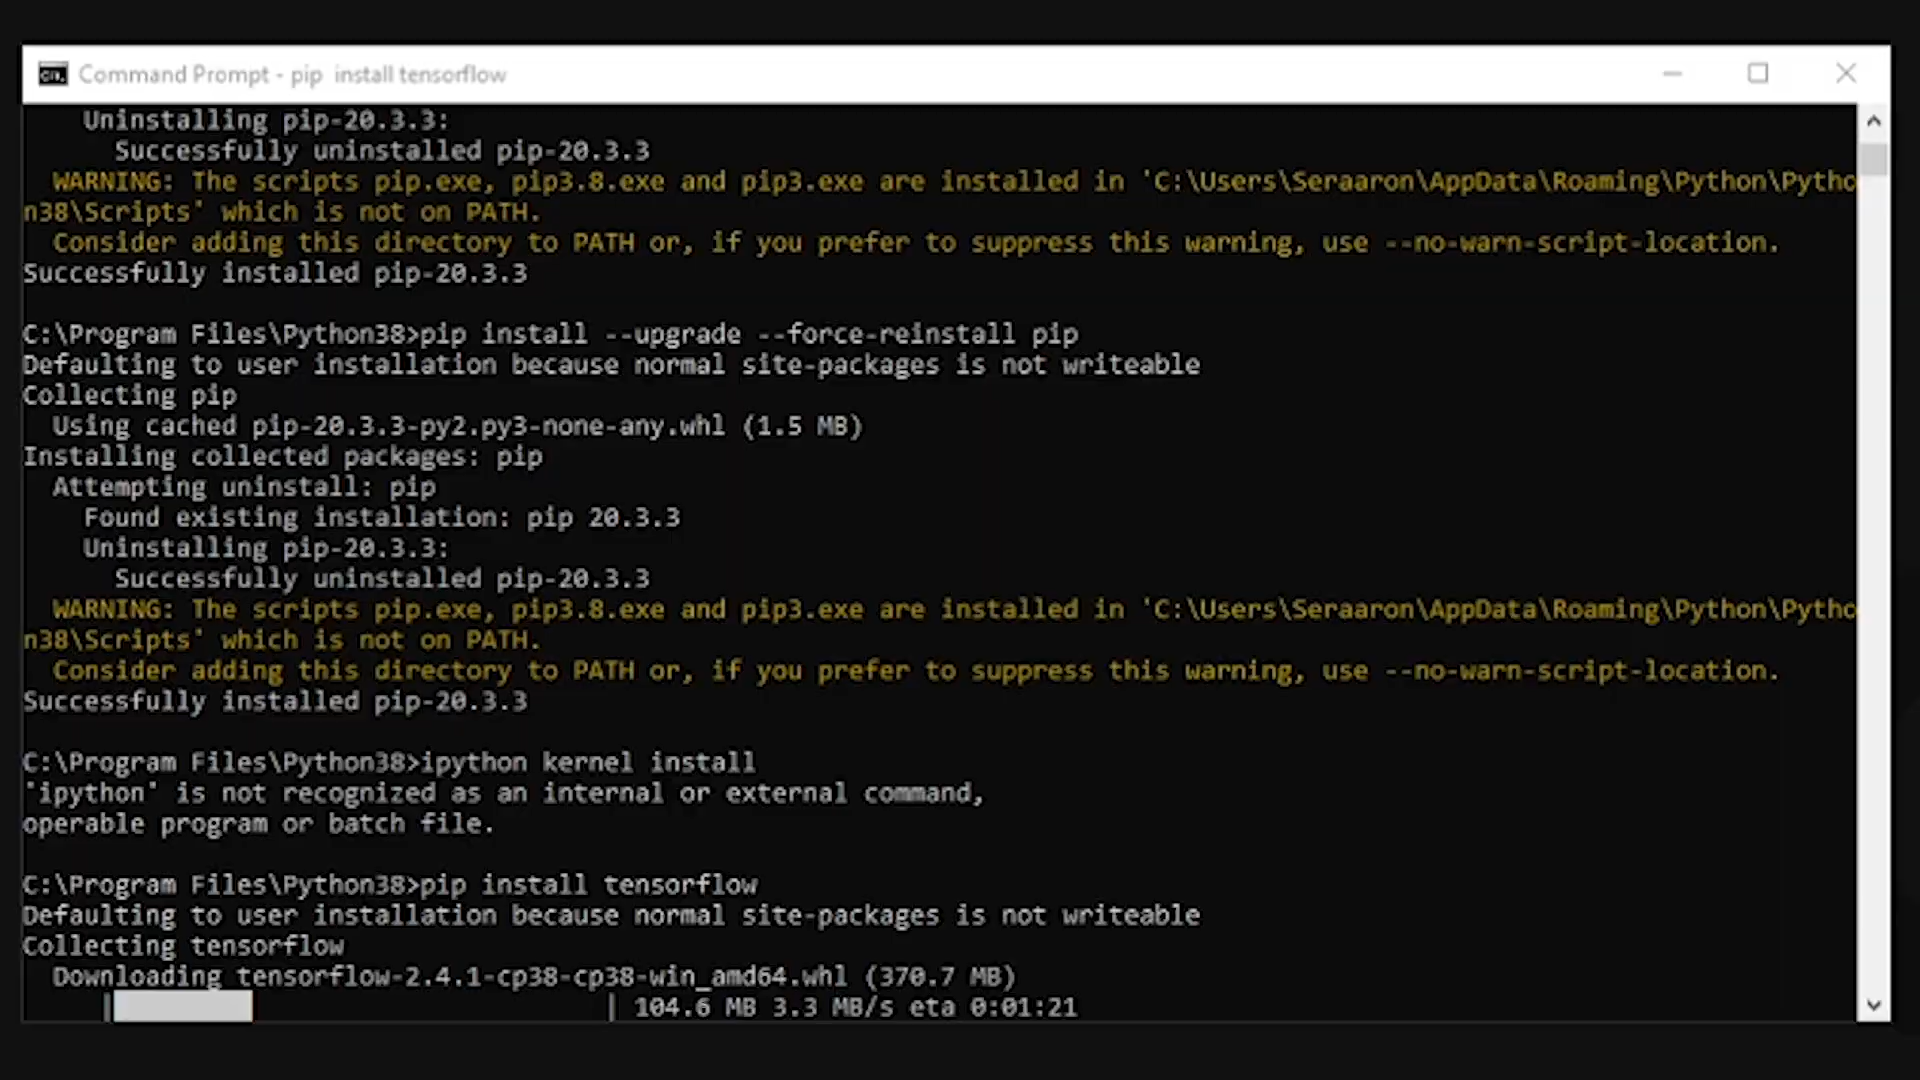 Command Prompt - pip  install tensorflow
Uninstalling pip-20.3.3:
Successfully uninstalled pip-20.3.3
WARNING: The scripts pip.exe, pip3.8.exe and pip3.exe are installed in 'C:\Users\Seraaron\AppData\Roaming\Python\Pytho
n38\Scripts' which is not on PATH.
Consider adding this directory to PATH or, if you prefer to suppress this warning, use --no-warn-script-location.
Successfully installed pip-20.3.3
C:\Program Files\Python38>pip install --upgrade --force-reinstall pip
Defaulting to user installation because normal site-packages is not writeable
Collecting pip
Using cached pip-20.3.3-py2.py3-none-any.whl (1.5 MB)
Installing collected packages: pip
Attempting uninstall: pip
Found existing installation: pip 20.3.3
Uninstalling pip-20.3.3:
Successfully uninstalled pip-20.3.3
WARNING: The scripts pip.exe, pip3.8.exe and pip3.exe are installed in 'C:\Users\Seraaron\AppData\Roaming\Python\Pytho
n38\Scripts' which is not on PATH.
Consider adding this directory to PATH or, if you prefer to suppress this warning, use --no-warn-script-location.
Successfully installed pip-20.3.3
C:\Program Files\Python38>ipython kernel install
'ipython' is not recognized as an internal or external command,
operable program or batch file.
C:\Program Files\Python38>pip install tensorflow
Defaulting to user installation because normal site-packages is not writeable
Collecting tensorflow
Downloading tensorflow-2.4.1-cp38-cp38-win_amd64.whl (370.7 MB)
| | 104.6 MB 3.3 MB/s eta 0:01:21